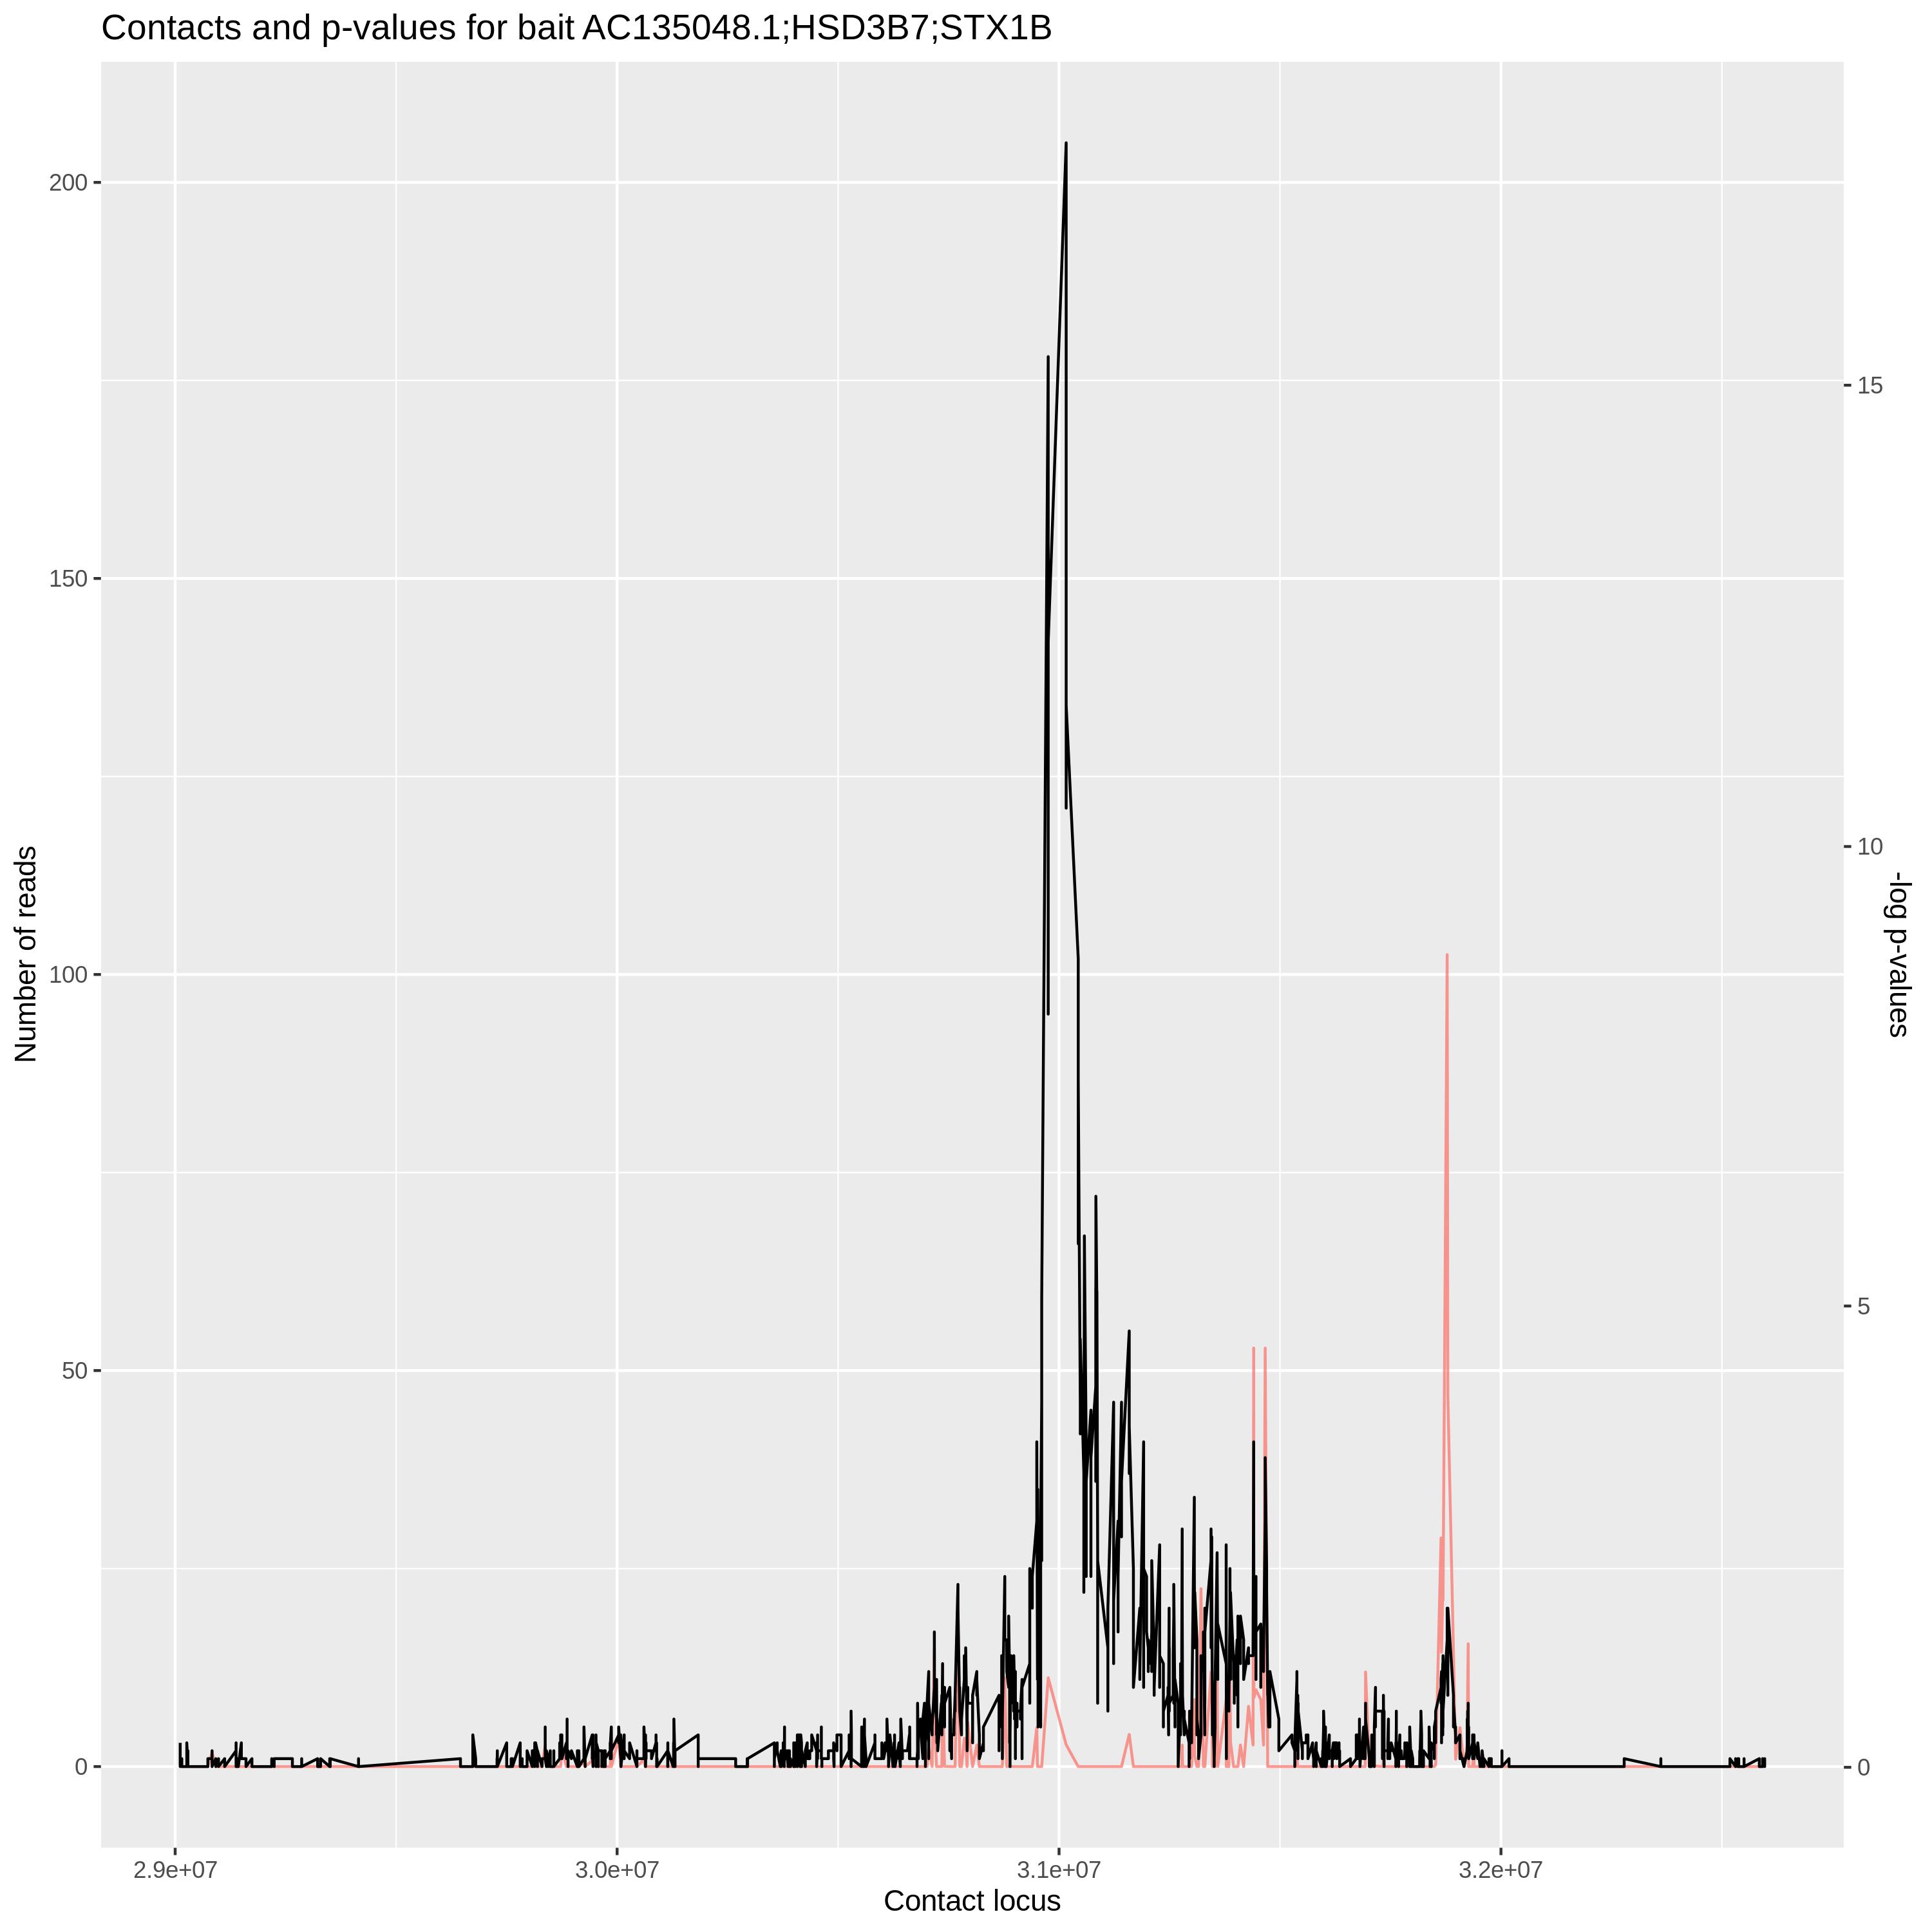 Contacts and p-values for bait AC135048.1;HSD3B7;STX1B
200
150
100
50
0
Number of reads
15
10
5
0
-log p-values
2.9e+07
3.0e+07
3.1e+07
3.2e+07
Contact locus